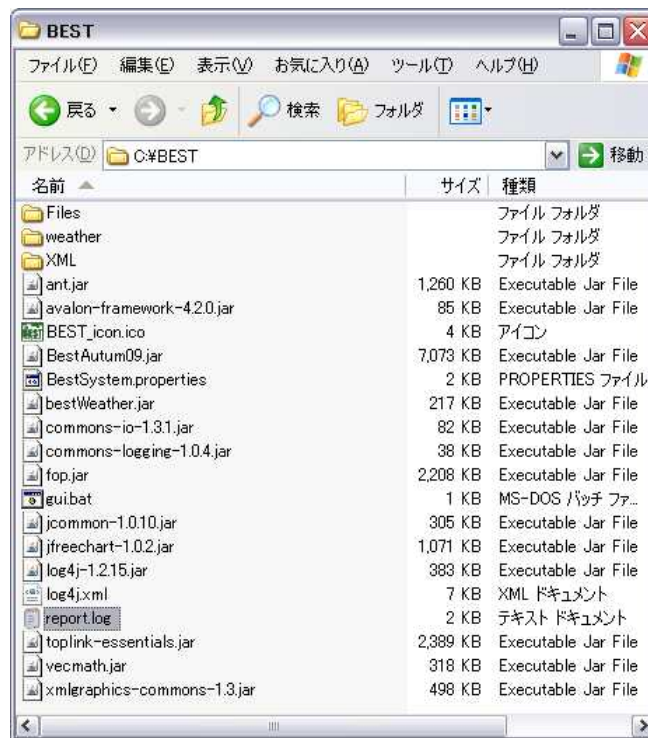 BEST
ファイル(F) 編集(E) 表示(V) お気に入り(A) ツール(T) ヘルプ(H)
戻る 検索 フォルダ
アドレス(D) C:¥BEST 移動
名前 サイズ 種類
Files ファイル フォルダ
weather ファイル フォルダ
XML ファイル フォルダ
ant.jar 1,260 KB Executable Jar File
avalon-framework-4.2.0.jar 85 KB Executable Jar File
BEST_icon.ico 4 KB アイコン
BestAutum09.jar 7,073 KB Executable Jar File
BestSystem.properties 2 KB PROPERTIES ファイル
bestWeather.jar 217 KB Executable Jar File
commons-io-1.3.1.jar 82 KB Executable Jar File
commons-logging-1.0.4.jar 38 KB Executable Jar File
fop.jar 2,208 KB Executable Jar File
gui.bat 1 KB MS-DOS バッチ ファ...
jcommon-1.0.10.jar 305 KB Executable Jar File
jfreechart-1.0.2.jar 1,071 KB Executable Jar File
log4j-1.2.15.jar 383 KB Executable Jar File
log4j.xml 7 KB XML ドキュメント
report.log 2 KB テキスト ドキュメント
toplink-essentials.jar 2,389 KB Executable Jar File
vecmath.jar 318 KB Executable Jar File
xmlgraphics-commons-1.3.jar 498 KB Executable Jar File